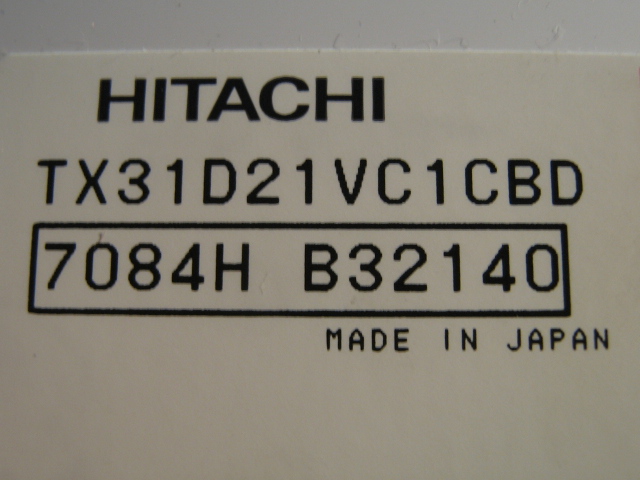 HITACHI
TX31D21VC1CBD
7084H B32140
MADE IN JAPAN